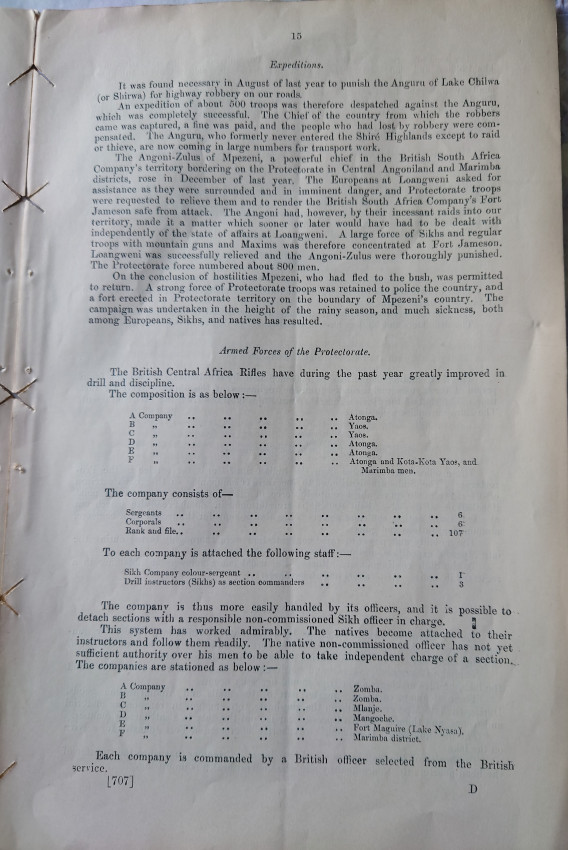 15
Expeditions.
It was found necessary in August of last year to punish the Anguru of Lake Chilwa
(or Shirwa) for highway robbery on our roads.
An expedition of about 500 troops was therefore despatched against the Anguru,
which was completely successful. The Chief of the country from which the robbers
came was captured, a fine was paid, and the people who had lost by robbery were com-
pensated. The Anguru, who formerly never entered the Shiré Highlands except to raid
or thieve, are now coming in large numbers for transport work.
The Angoni-Zulus of Mpezeni, a powerful chief in the British South Africa
Company's territory bordering on the Protectorate in Central Angoniland and Marimba
districts, rose in December of last year. The Europeans at Loangweni asked for
assistance as they were surrounded and in imminent danger, and Protectorate troops
were requested to relieve them and to render the British South Africa Company's Fort
Jameson safe from attack. The Angoni had, however, by their incessant raids into our
territory, made it a matter which sooner or later would have had to be dealt with
independently of the state of affairs at Loangweni. A large force of Sikhs and regular
troops with mountain guns and Maxims was therefore concentrated at Fort Jameson.
Loangweni was successfully relieved and the Angoni-Zulus were thoroughly punished.
The Protectorate force numbered about 800 men.
On the conclusion of hostilities Mpezeni, who had fled to the bush, was permitted
to return. A strong force of Protectorate troops was retained to police the country, and
a fort erected in Protectorate territory on the boundary of Mpezeni's country. The
campaign was undertaken in the height of the rainy season, and much sickness, both
among Europeans, Sikhs, and natives has resulted.
Armed Forces of the Protectorate.
The British Central Africa Rifles have during the past year greatly improved in
drill and discipline.
The composition is as below :—
A Company .. .. .. .. .. Atonga.
B „ .. .. .. .. .. Yaos.
C „ .. .. .. .. .. Yaos.
D „ .. .. .. .. .. Atonga.
E „ .. .. .. .. .. Atonga.
F „ .. .. .. .. .. Atonga and Kota-Kota Yaos, and
Marimba men.
The company consists of—
Sergeants .. .. .. .. .. .. .. 6
Corporals .. .. .. .. .. .. .. 6
Rank and file.. .. .. .. .. .. .. 107
To each company is attached the following staff:—
Sikh Company colour-sergeant .. .. .. .. .. .. 1
Drill instructors (Sikhs) as section commanders .. .. .. .. 3
The company is thus more easily handled by its officers, and it is possible to
detach sections with a responsible non-commissioned Sikh officer in charge.
This system has worked admirably. The natives become attached to their
instructors and follow them readily. The native non-commissioned officer has not yet
sufficient authority over his men to be able to take independent charge of a section.
The companies are stationed as below :—
A Company .. .. .. .. .. Zomba.
B „ .. .. .. .. .. Zomba.
C „ .. .. .. .. .. Mlanje.
D „ .. .. .. .. .. Mangoche.
E „ .. .. .. .. .. Fort Maguire (Lake Nyasa).
F „ .. .. .. .. .. Marimba district.
Each company is commanded by a British officer selected from the British
service.
[707]
D